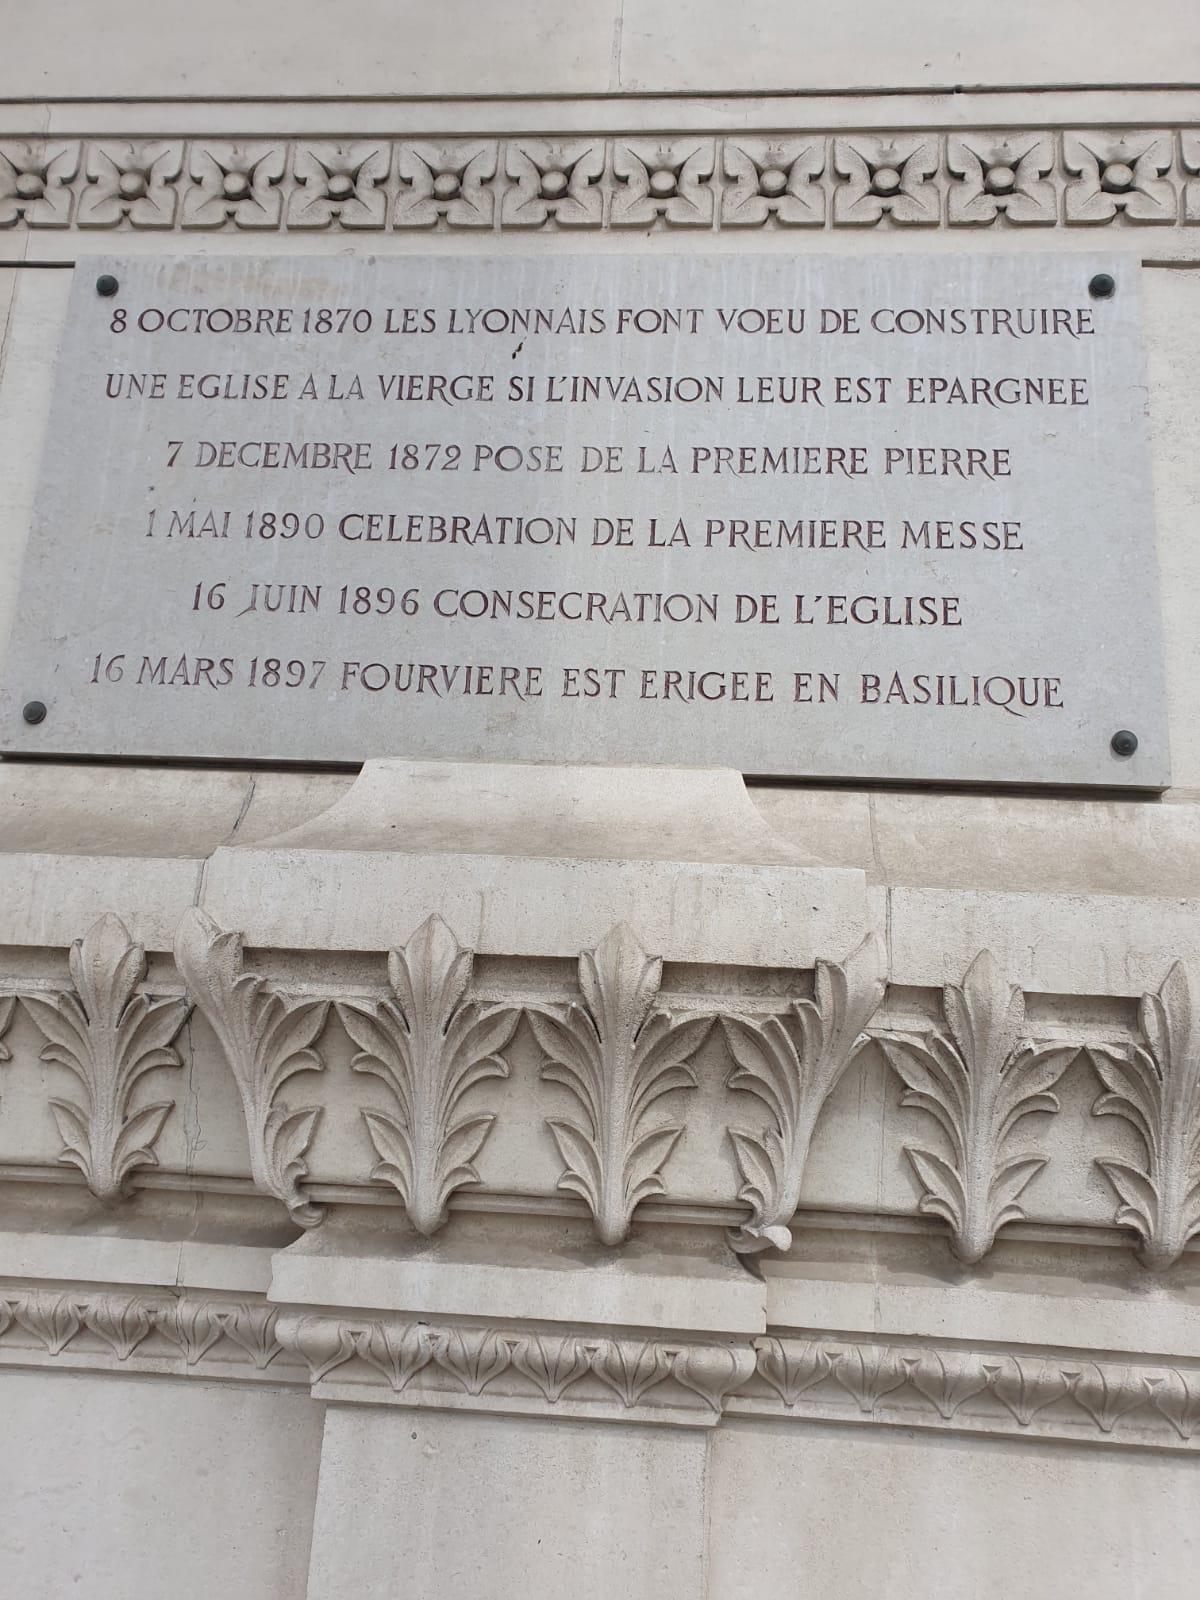 8 OCTOBRE 1870 LES LYONNAIS FONT VOEU DE CONSTRUIRE
UNE EGLISE A LA VIERGE SI L'INVASION LEUR EST EPARGNEE
7 DECEMBRE 1872 POSE DE LA PREMIERE PIERRE
1 MAI 1890 CELEBRATION DE LA PREMIERE MESSE
16 JUIN 1896 CONSECRATION DE L'EGLISE
16 MARS 1897 FOURVIERE EST ERIGEE EN BASILIQUE